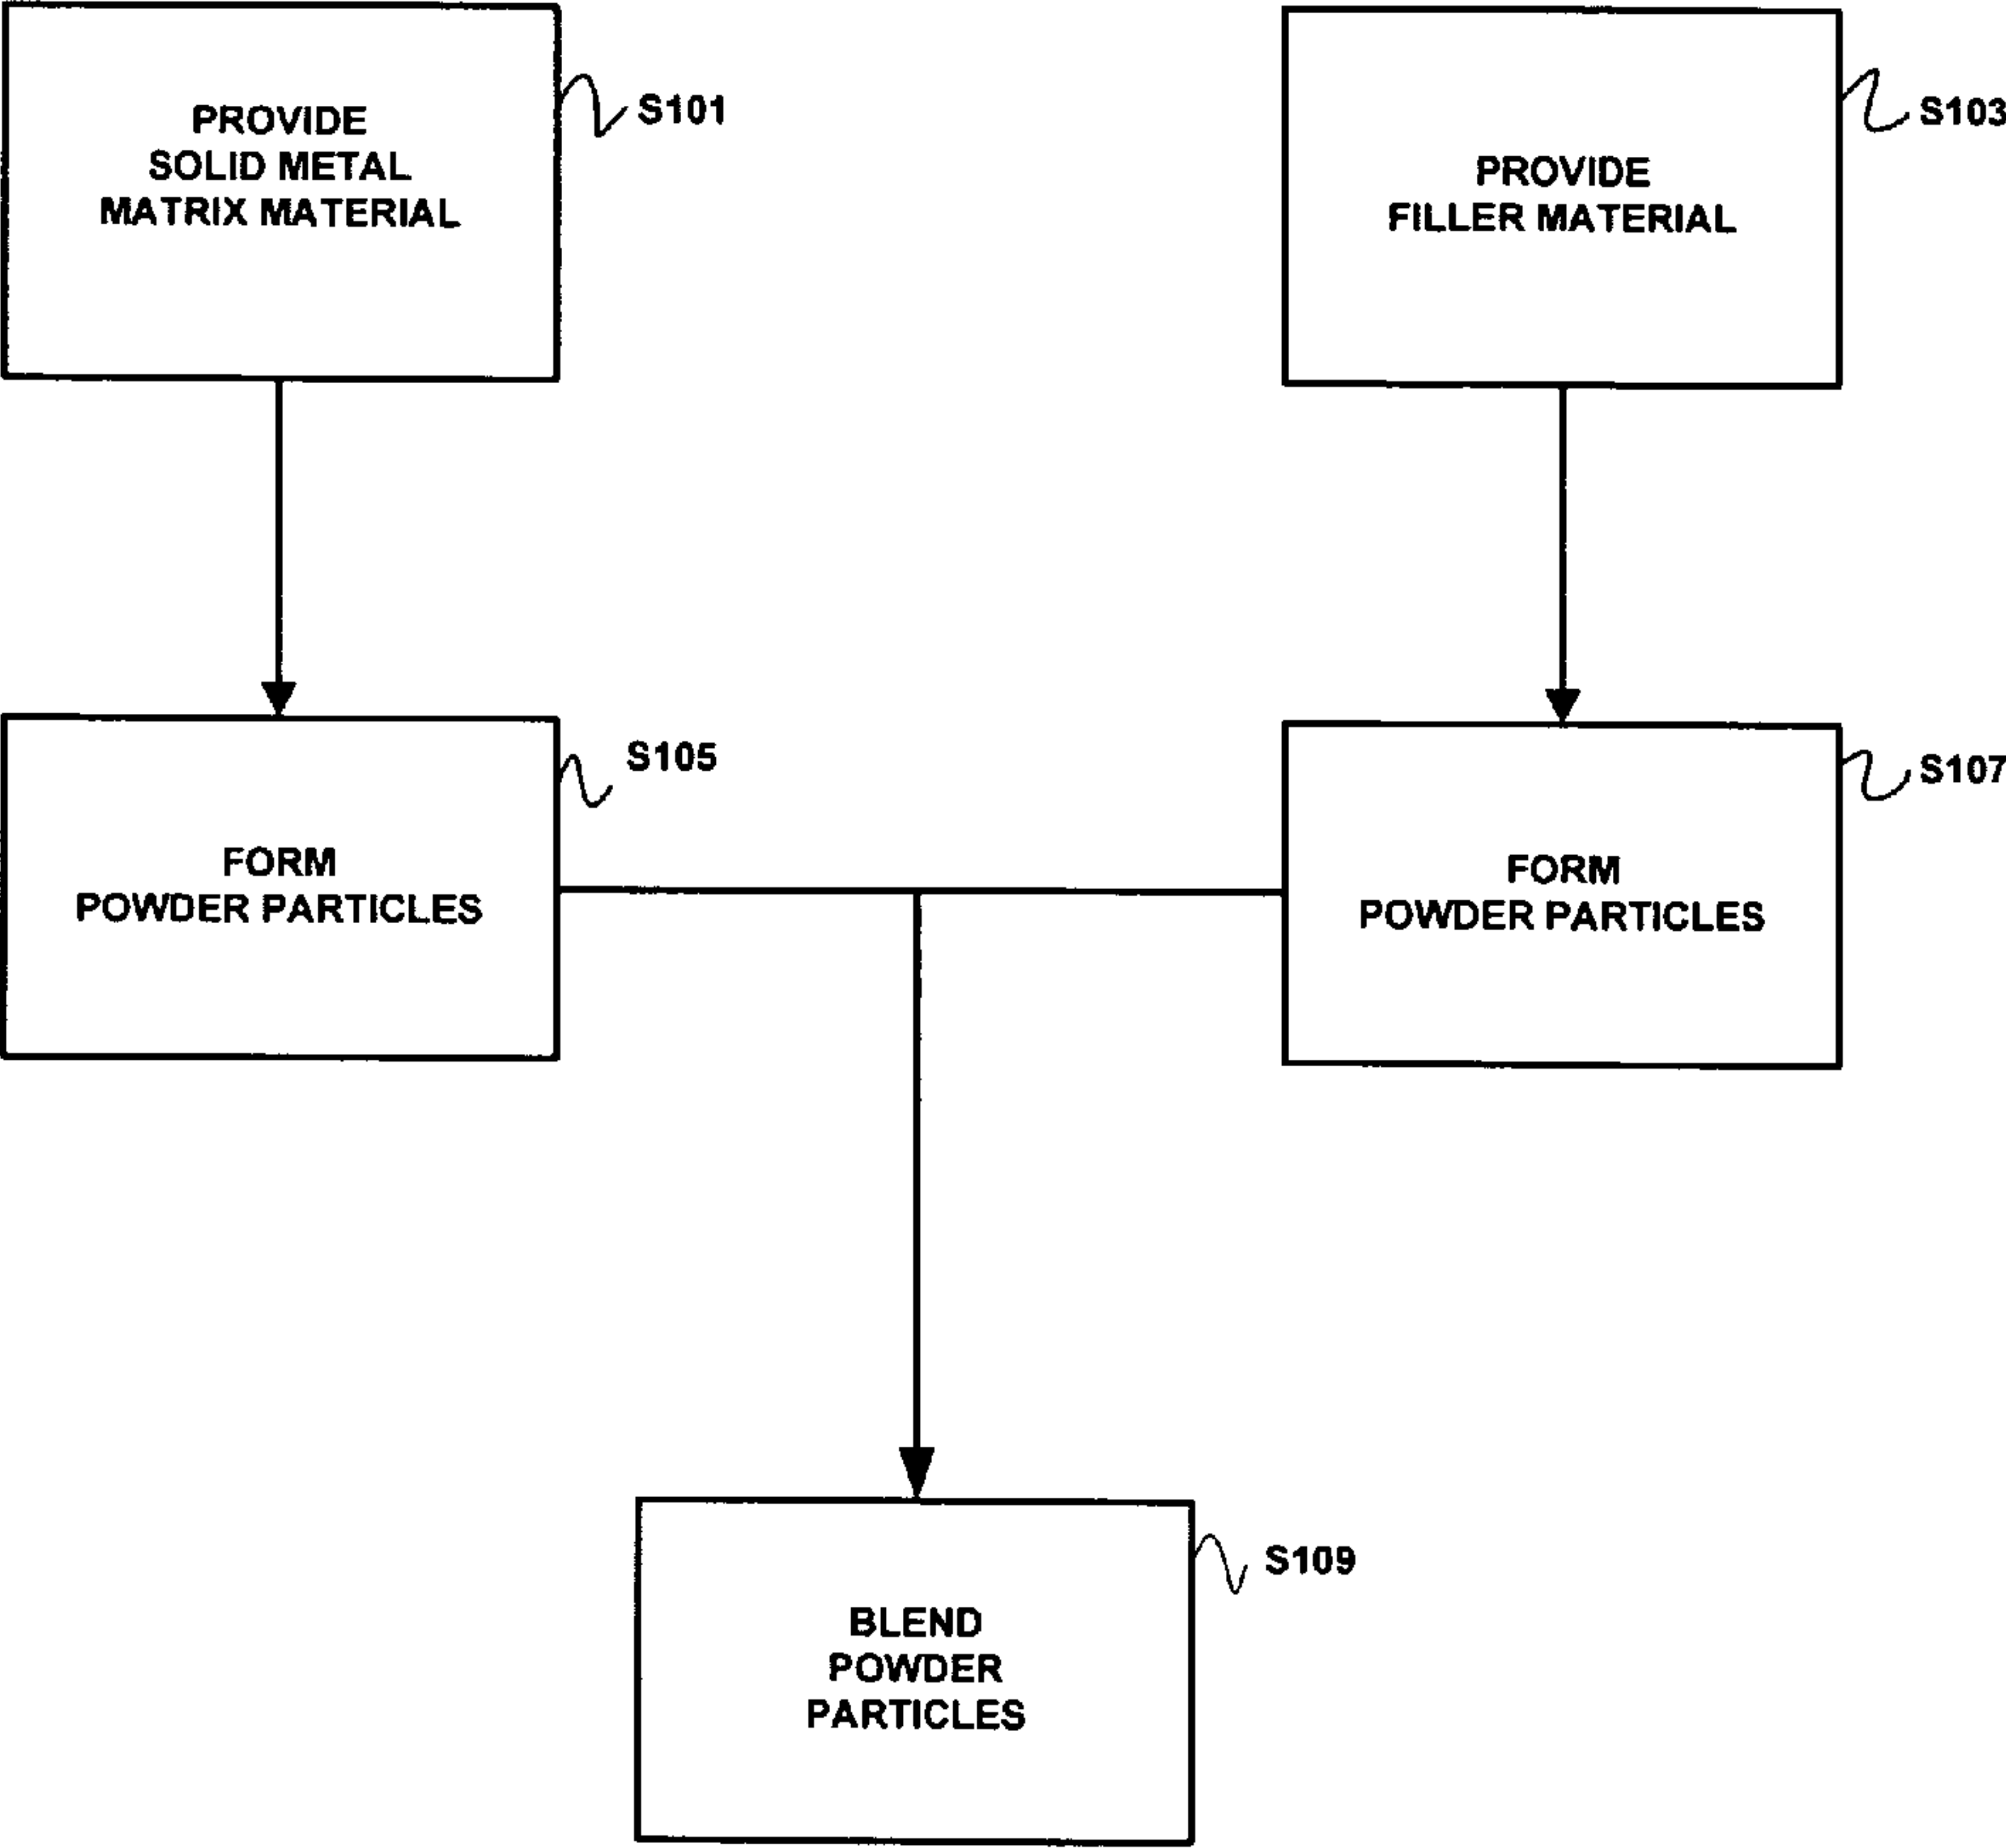 PROVIDE
SOLID METAL
MATRIX MATERIAL
S101
PROVIDE
FILLER MATERIAL
S103
FORM
POWDER PARTICLES
S105
FORM
POWDER PARTICLES
S107
BLEND
POWDER
PARTICLES
S109